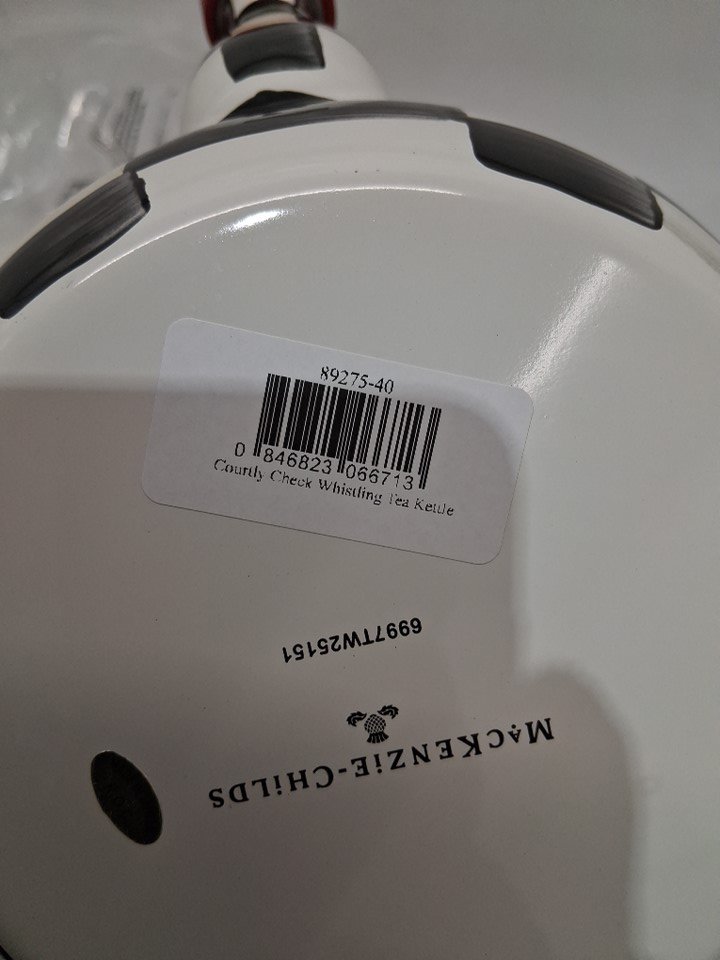 89275-40
0 846823 066713
Courtly Check Whistling Tea Kettle
6997TW25151
MACKENZiE-CHiLDS